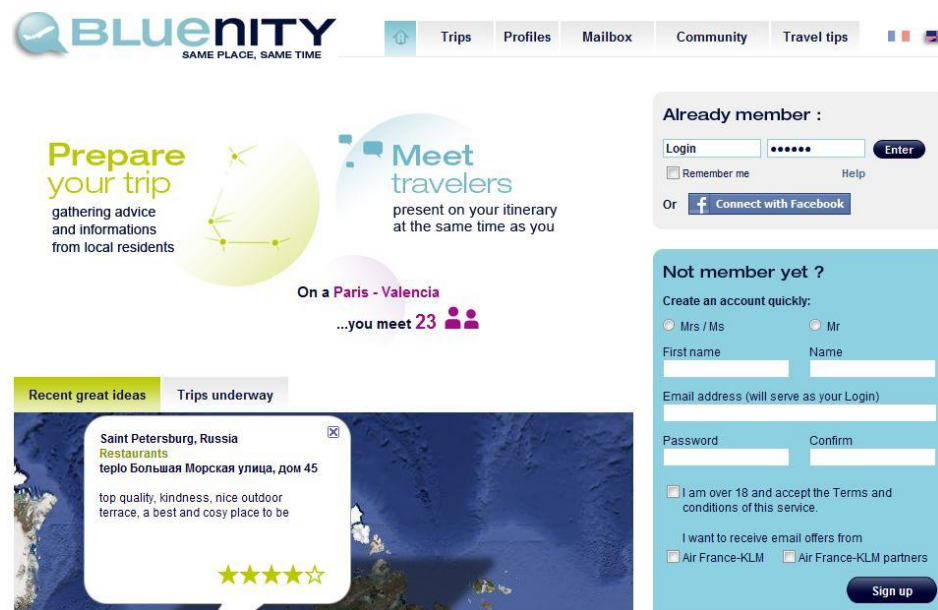 BLUENITY
SAME PLACE, SAME TIME
Trips
Profiles
Mailbox
Community
Travel tips
Prepare
your trip
gathering advice
and informations
from local residents
Meet
travelers
present on your itinerary
at the same time as you
On a Paris - Valencia
...you meet 23
Already member :
Login
Enter
Remember me
Help
Or
f Connect with Facebook
Not member yet ?
Create an account quickly:
Mrs / Ms
Mr
First name
Name
Email address (will serve as your Login)
Password
Confirm
I am over 18 and accept the Terms and
conditions of this service.
I want to receive email offers from
Air France-KLM
Air France-KLM partners
Sign up
Recent great ideas
Trips underway
Saint Petersburg, Russia
Restaurants
teplo Большая Морская улица, дом 45
top quality, kindness, nice outdoor
terrace, a best and cosy place to be